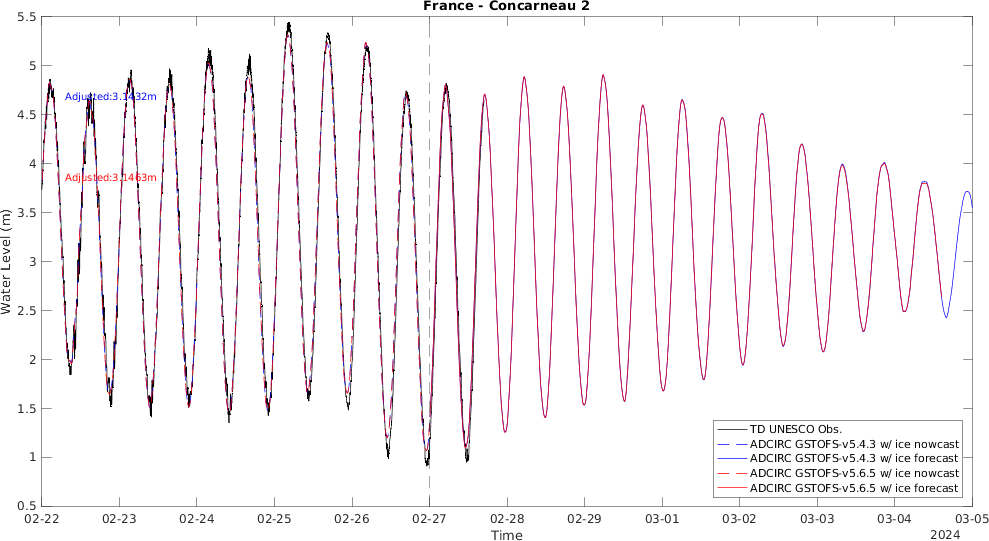 France - Concarneau 2
5.5
5
4.5
4
3.5
3
2.5
2
1.5
1
0.5
Water Level (m)
Adjusted:3.1432m
Adjusted:3.1463m
TD UNESCO Obs.
ADCIRC GSTOFS-v5.4.3 w/ ice nowcast
ADCIRC GSTOFS-v5.4.3 w/ ice forecast
ADCIRC GSTOFS-v5.6.5 w/ ice nowcast
ADCIRC GSTOFS-v5.6.5 w/ ice forecast
02-22 02-23 02-24 02-25 02-26 02-27 02-28 02-29 03-01 03-02 03-03 03-04 03-05
Time
2024